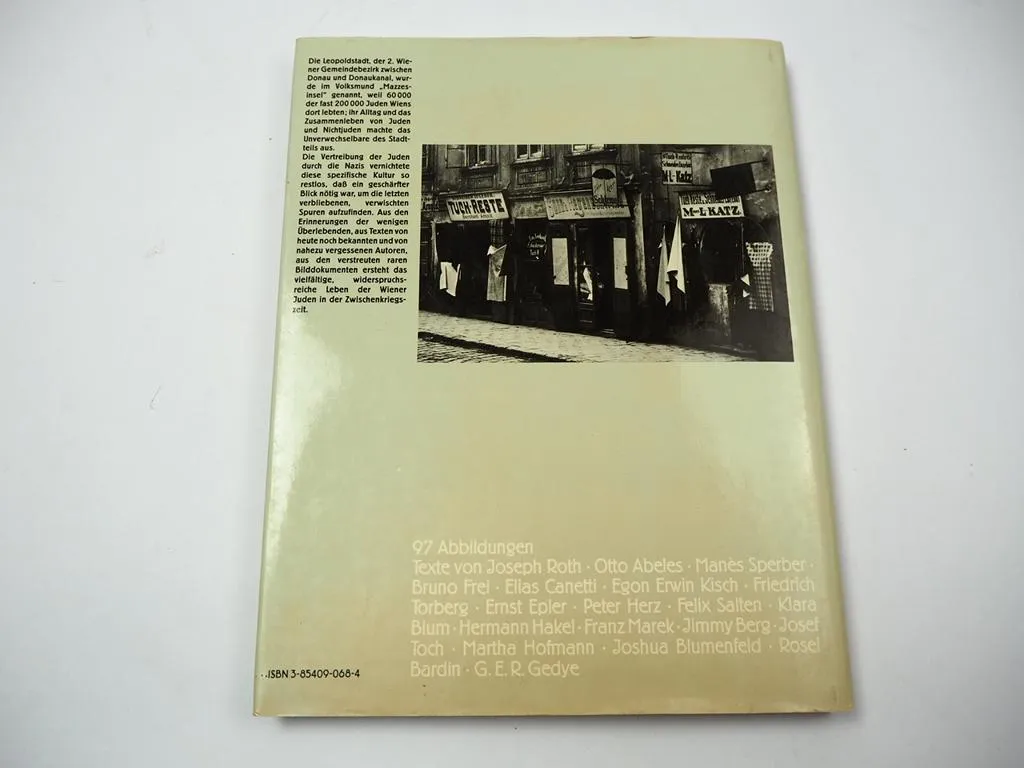 Die Leopoldstadt, der 2. Wie-
ner Gemeindebezirk zwischen
Donau und Donaukanal, wur-
de im Volksmund „Mazzes-
insel" genannt, weil 60 000
der fast 200 000 Juden Wiens
dort lebten; ihr Alltag und das
Zusammenleben von Juden
und Nichtjuden machte das
Unverwechselbare des Stadt-
teils aus.
Die Vertreibung der Juden
durch die Nazis vernichtete
diese spezifische Kultur so
restlos, daß ein geschärfter
Blick nötig war, um die letzten
verbliebenen, verwischten
Spuren aufzufinden. Aus den
Erinnerungen der wenigen
Überlebenden, aus Texten von
heute noch bekannten und von
nahezu vergessenen Autoren,
aus den verstreuten raren
Bilddokumenten ersteht das
vielfältige, widerspruchs-
reiche Leben der Wiener
Juden in der Zwischenkriegs-
zeit.
TUCH-RESTE
M-L-Katz
M-L-KATZ
97 Abbildungen
Texte von Joseph Roth · Otto Abeles · Manès Sperber ·
Bruno Frei · Elias Canetti · Egon Erwin Kisch · Friedrich
Torberg · Ernst Epler · Peter Herz · Felix Salten · Klara
Blum · Hermann Hakel · Franz Marek · Jimmy Berg · Josef
Toch · Martha Hofmann · Joshua Blumenfeld · Rosel
Bardin · G. E. R. Gedye
ISBN 3-85409-068-4